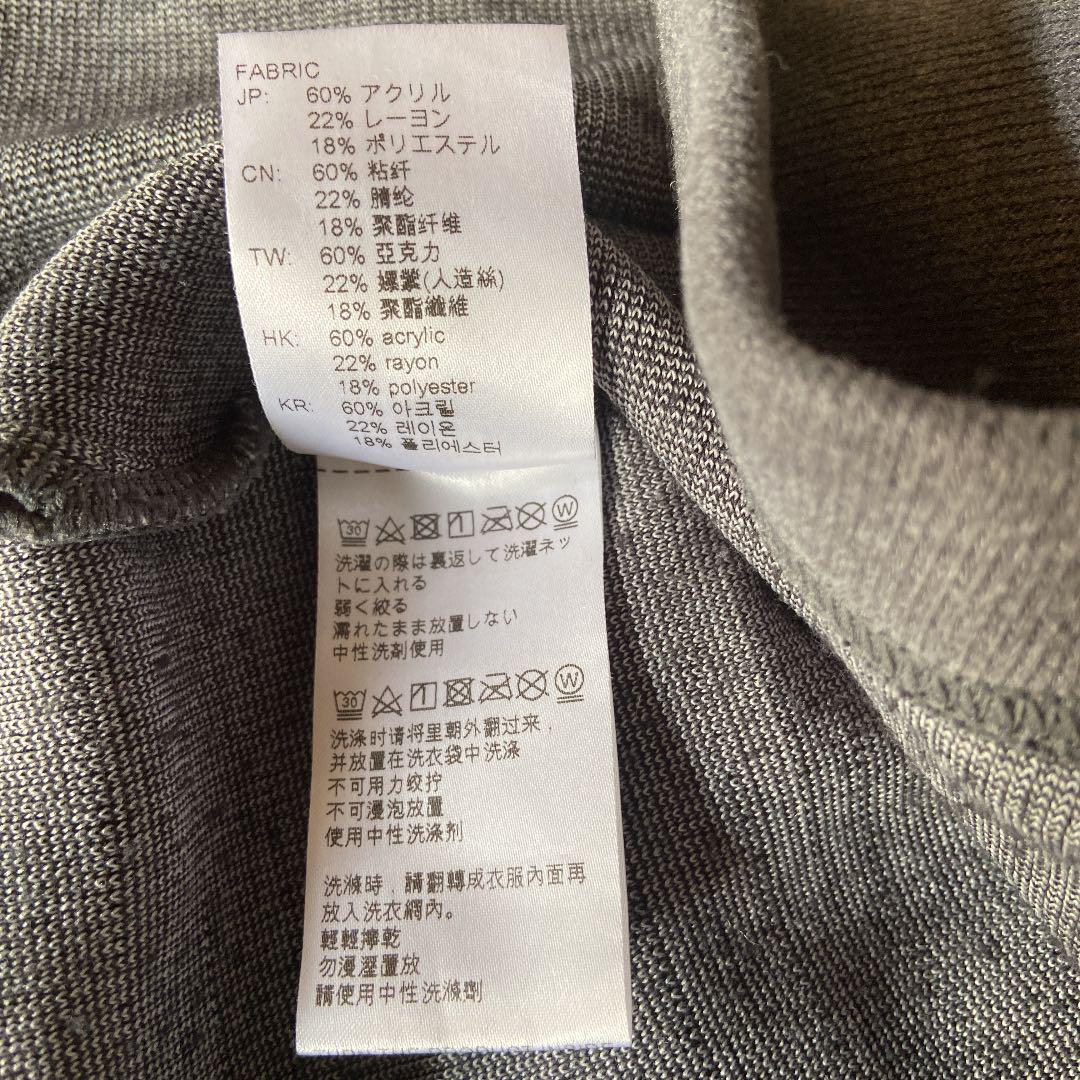 FABRIC
JP: 60% アクリル
22% レーヨン
18% ポリエステル
CN: 60% 粘纤
22% 腈纶
18% 聚酯纤维
TW: 60% 亞克力
22% 嫘縈(人造絲)
18% 聚酯纖維
HK: 60% acrylic
22% rayon
18% polyester
KR: 60% 아크릴
22% 레이온
18% 폴리에스터
30 1 W
洗濯の際は裏返して洗濯ネッ
トに入れる
弱く絞る
濡れたまま放置しない
中性洗剤使用
30 1 W
洗涤时请将里朝外翻过来，
并放置在洗衣袋中洗涤
不可用力绞拧
不可浸泡放置
使用中性洗涤剂
洗滌時，請翻轉成衣服內面再
放入洗衣網內。
輕輕擰乾
勿浸溼置放
請使用中性洗滌劑